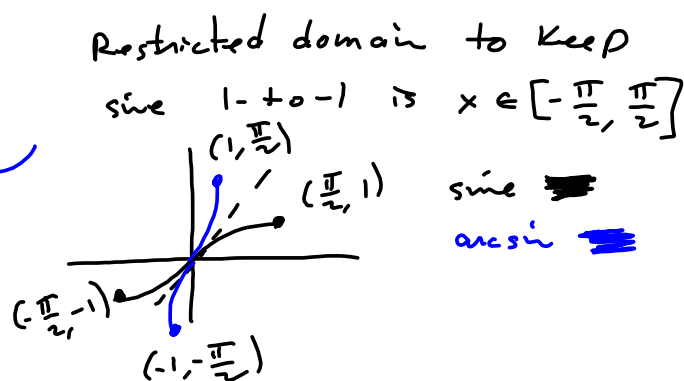 Restricted domain to keep
sine 1-to-1 is x ∈ [-π/2, π/2]
(1, π/2)
(π/2, 1)
sine
arcsin
(-π/2, -1)
(-1, -π/2)